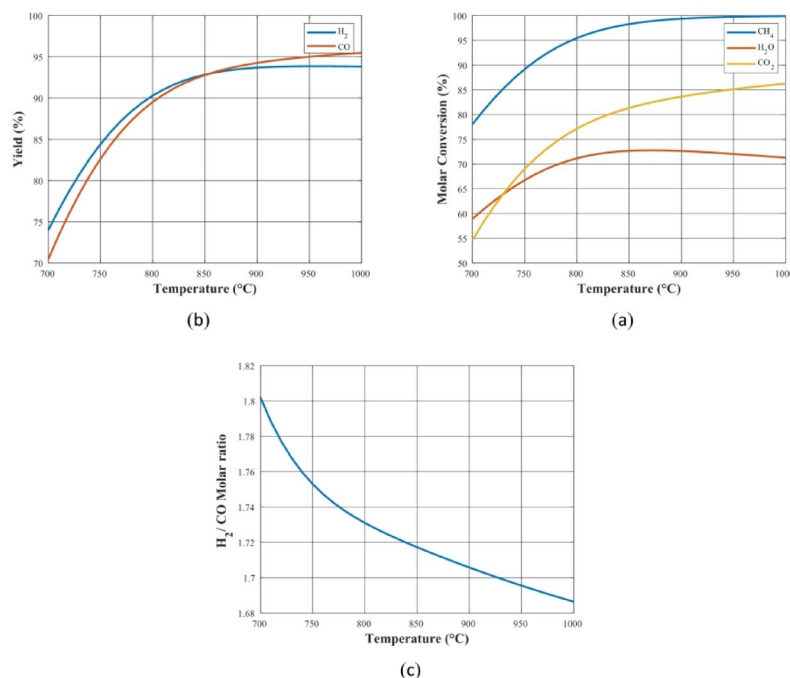 H2
CO
100
95
90
85
80
75
70
Yield (%)
700 750 800 850 900 950 1000
Temperature (°C)
(b)
CH4
H2O
CO2
100
95
90
85
80
75
70
65
60
55
50
Molar Conversion (%)
700 750 800 850 900 950 1000
Temperature (°C)
(a)
1.82
1.8
1.78
1.76
1.74
1.72
1.7
1.68
H2/ CO Molar ratio
700 750 800 850 900 950 1000
Temperature (°C)
(c)